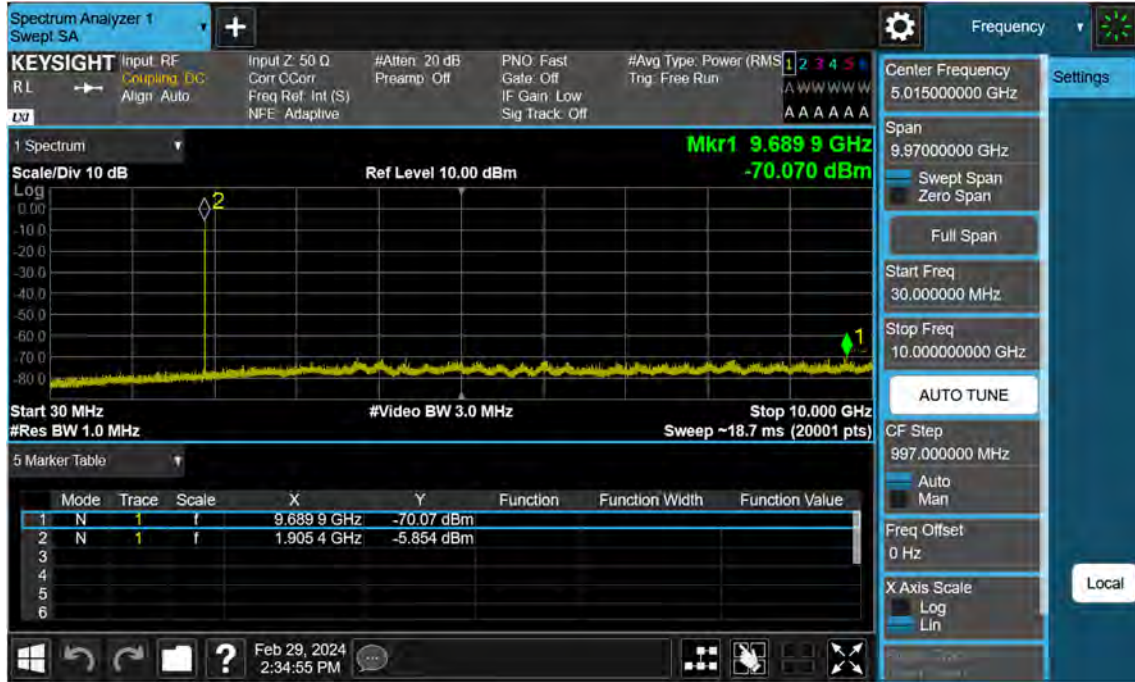 Spectrum Analyzer 1
Swept SA
+
Frequency
KEYSIGHT
RL
LXI
Input: RF
Coupling: DC
Align: Auto
Input Z: 50 Ω
Corr CCorr
Freq Ref: Int (S)
NFE: Adaptive
#Atten: 20 dB
Preamp: Off
PNO: Fast
Gate: Off
IF Gain: Low
Sig Track: Off
#Avg Type: Power (RMS
Trig: Free Run
1 2 3 4 5 6
A W W W W W
A A A A A A
1 Spectrum
Scale/Div 10 dB
Ref Level 10.00 dBm
Mkr1 9.689 9 GHz
-70.070 dBm
Log
0.00
-10.0
-20.0
-30.0
-40.0
-50.0
-60.0
-70.0
-80.0
2
1
Start 30 MHz
#Video BW 3.0 MHz
Stop 10.000 GHz
#Res BW 1.0 MHz
Sweep ~18.7 ms (20001 pts)
5 Marker Table
Mode Trace Scale X Y Function Function Width Function Value
1 N 1 f 9.689 9 GHz -70.07 dBm
2 N 1 f 1.905 4 GHz -5.854 dBm
3
4
5
6
Feb 29, 2024
2:34:55 PM
Center Frequency
5.015000000 GHz
Settings
Span
9.97000000 GHz
Swept Span
Zero Span
Full Span
Start Freq
30.000000 MHz
Stop Freq
10.000000000 GHz
AUTO TUNE
CF Step
997.000000 MHz
Auto
Man
Freq Offset
0 Hz
X Axis Scale
Log
Lin
Local